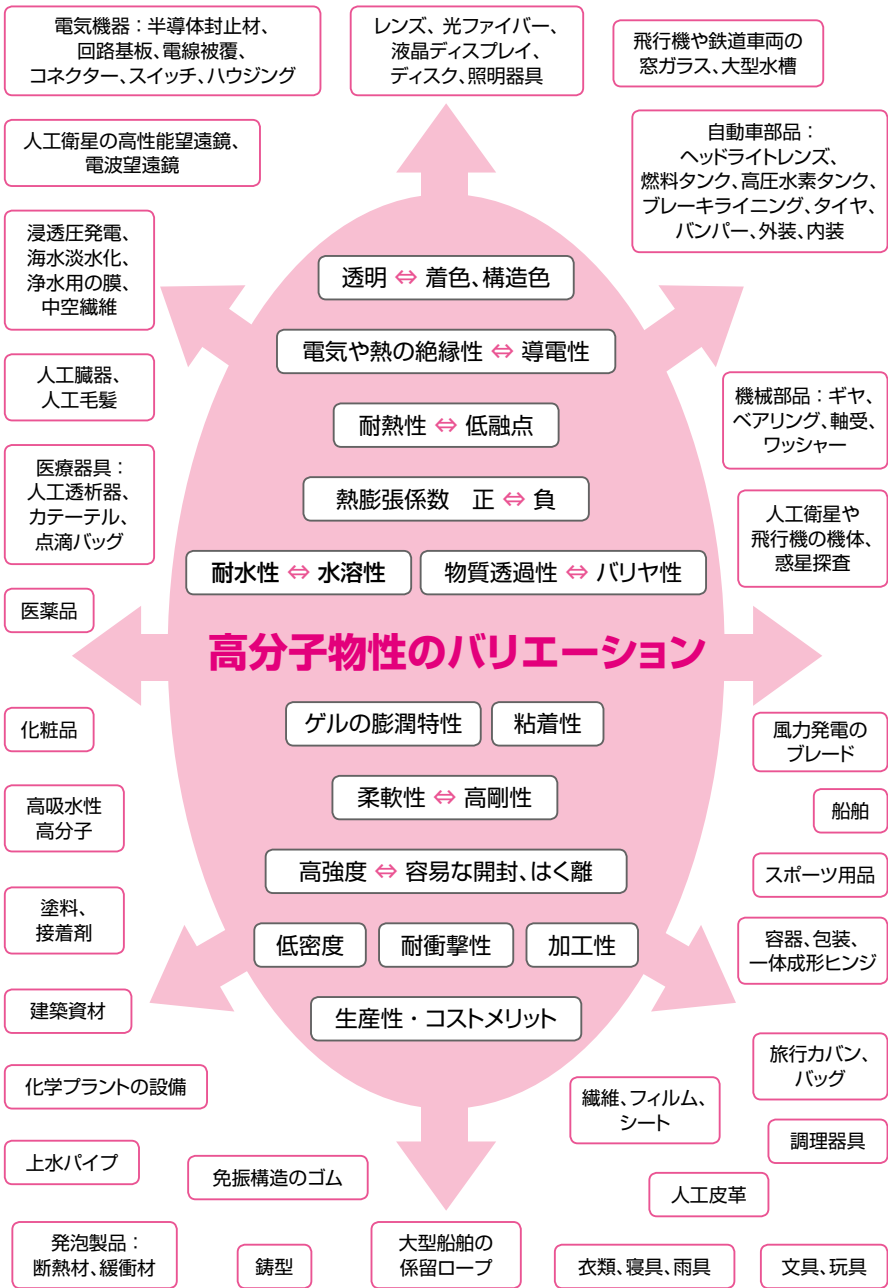 電気機器：半導体封止材、
回路基板、電線被覆、
コネクター、スイッチ、ハウジング
レンズ、光ファイバー、
液晶ディスプレイ、
ディスク、照明器具
飛行機や鉄道車両の
窓ガラス、大型水槽
人工衛星の高性能望遠鏡、
電波望遠鏡
自動車部品：
ヘッドライトレンズ、
燃料タンク、高圧水素タンク、
ブレーキライニング、タイヤ、
バンパー、外装、内装
浸透圧発電、
海水淡水化、
浄水用の膜、
中空繊維
人工臓器、
人工毛髪
医療器具：
人工透析器、
カテーテル、
点滴バッグ
医薬品
透明 ⇔ 着色、構造色
電気や熱の絶縁性 ⇔ 導電性
耐熱性 ⇔ 低融点
熱膨張係数　正 ⇔ 負
耐水性 ⇔ 水溶性
物質透過性 ⇔ バリヤ性
機械部品：ギヤ、
ベアリング、軸受、
ワッシャー
人工衛星や
飛行機の機体、
惑星探査
高分子物性のバリエーション
ゲルの膨潤特性
粘着性
柔軟性 ⇔ 高剛性
高強度 ⇔ 容易な開封、はく離
低密度
耐衝撃性
加工性
生産性・コストメリット
化粧品
高吸水性
高分子
塗料、
接着剤
建築資材
化学プラントの設備
上水パイプ
免振構造のゴム
発泡製品：
断熱材、緩衝材
鋳型
大型船舶の
係留ロープ
風力発電の
ブレード
船舶
スポーツ用品
容器、包装、
一体成形ヒンジ
旅行カバン、
バッグ
繊維、フィルム、
シート
調理器具
人工皮革
衣類、寝具、雨具
文具、玩具